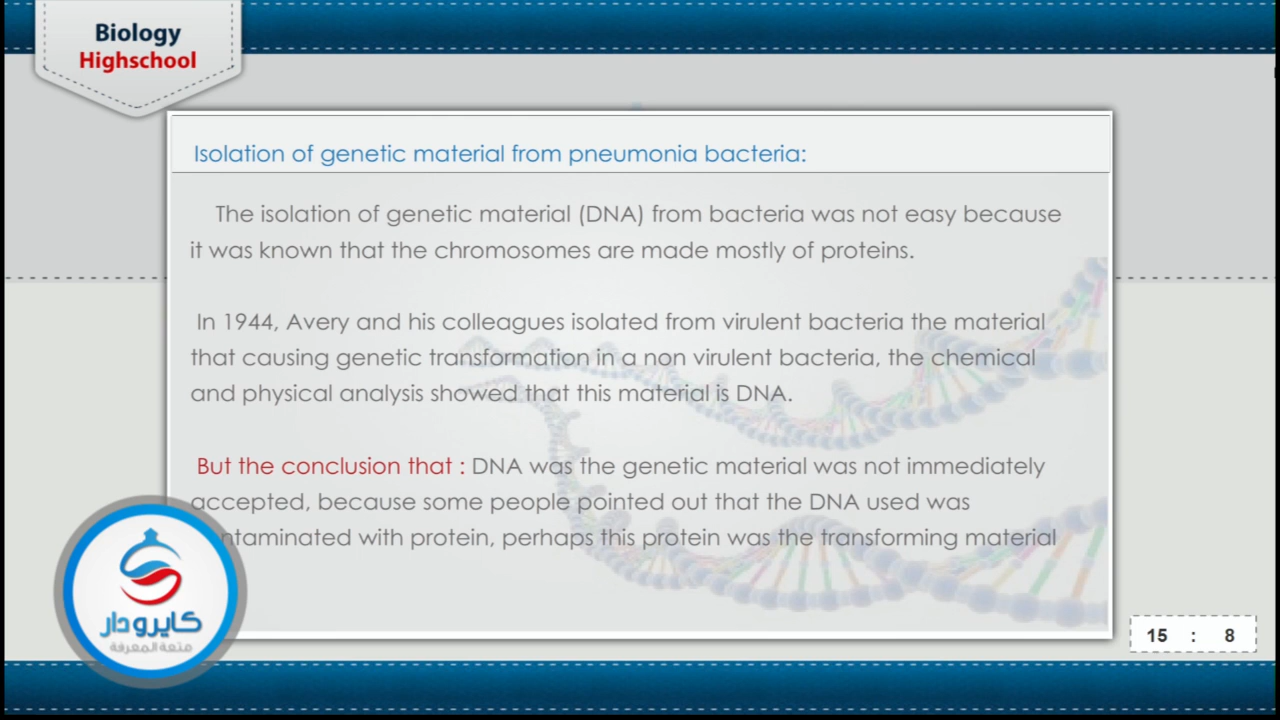 Biology
Highschool
Isolation of genetic material from pneumonia bacteria:
The isolation of genetic material (DNA) from bacteria was not easy because
it was known that the chromosomes are made mostly of proteins.
In 1944, Avery and his colleagues isolated from virulent bacteria the material
that causing genetic transformation in a non virulent bacteria, the chemical
and physical analysis showed that this material is DNA.
But the conclusion that : DNA was the genetic material was not immediately
accepted, because some people pointed out that the DNA used was
ntaminated with protein, perhaps this protein was the transforming material
كايرودار
متعة المعرفة
15 : 8